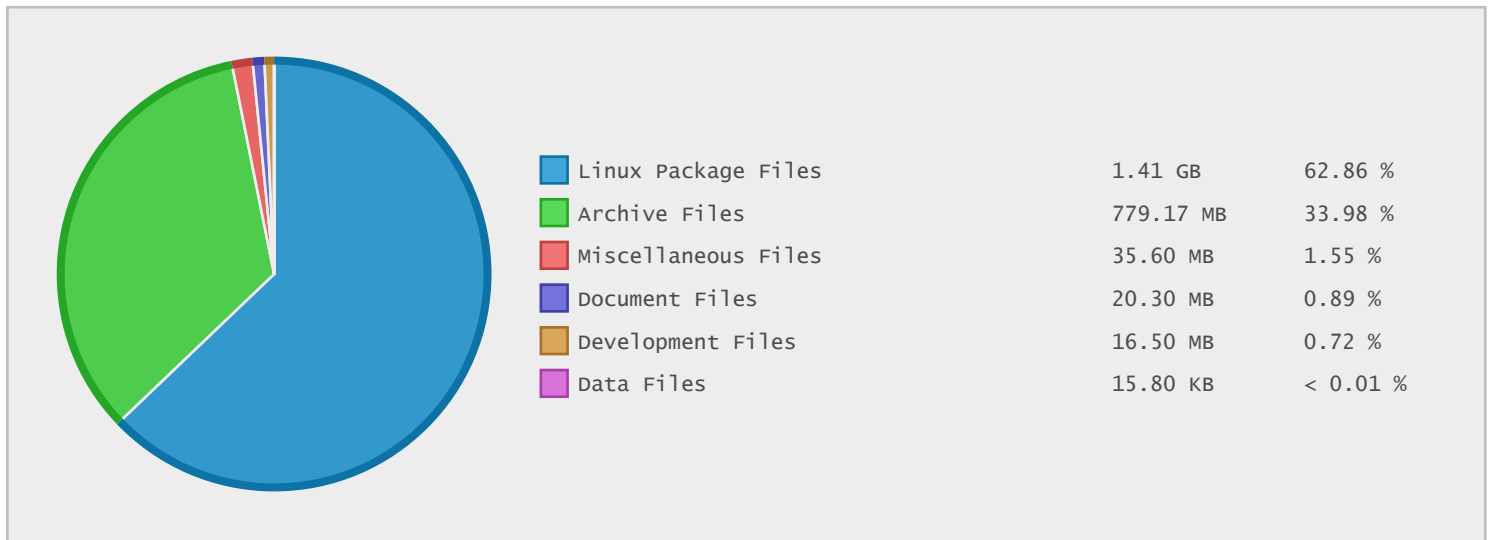 Linux Package Files 1.41 GB 62.86 %
Archive Files 779.17 MB 33.98 %
Miscellaneous Files 35.60 MB 1.55 %
Document Files 20.30 MB 0.89 %
Development Files 16.50 MB 0.72 %
Data Files 15.80 KB < 0.01 %